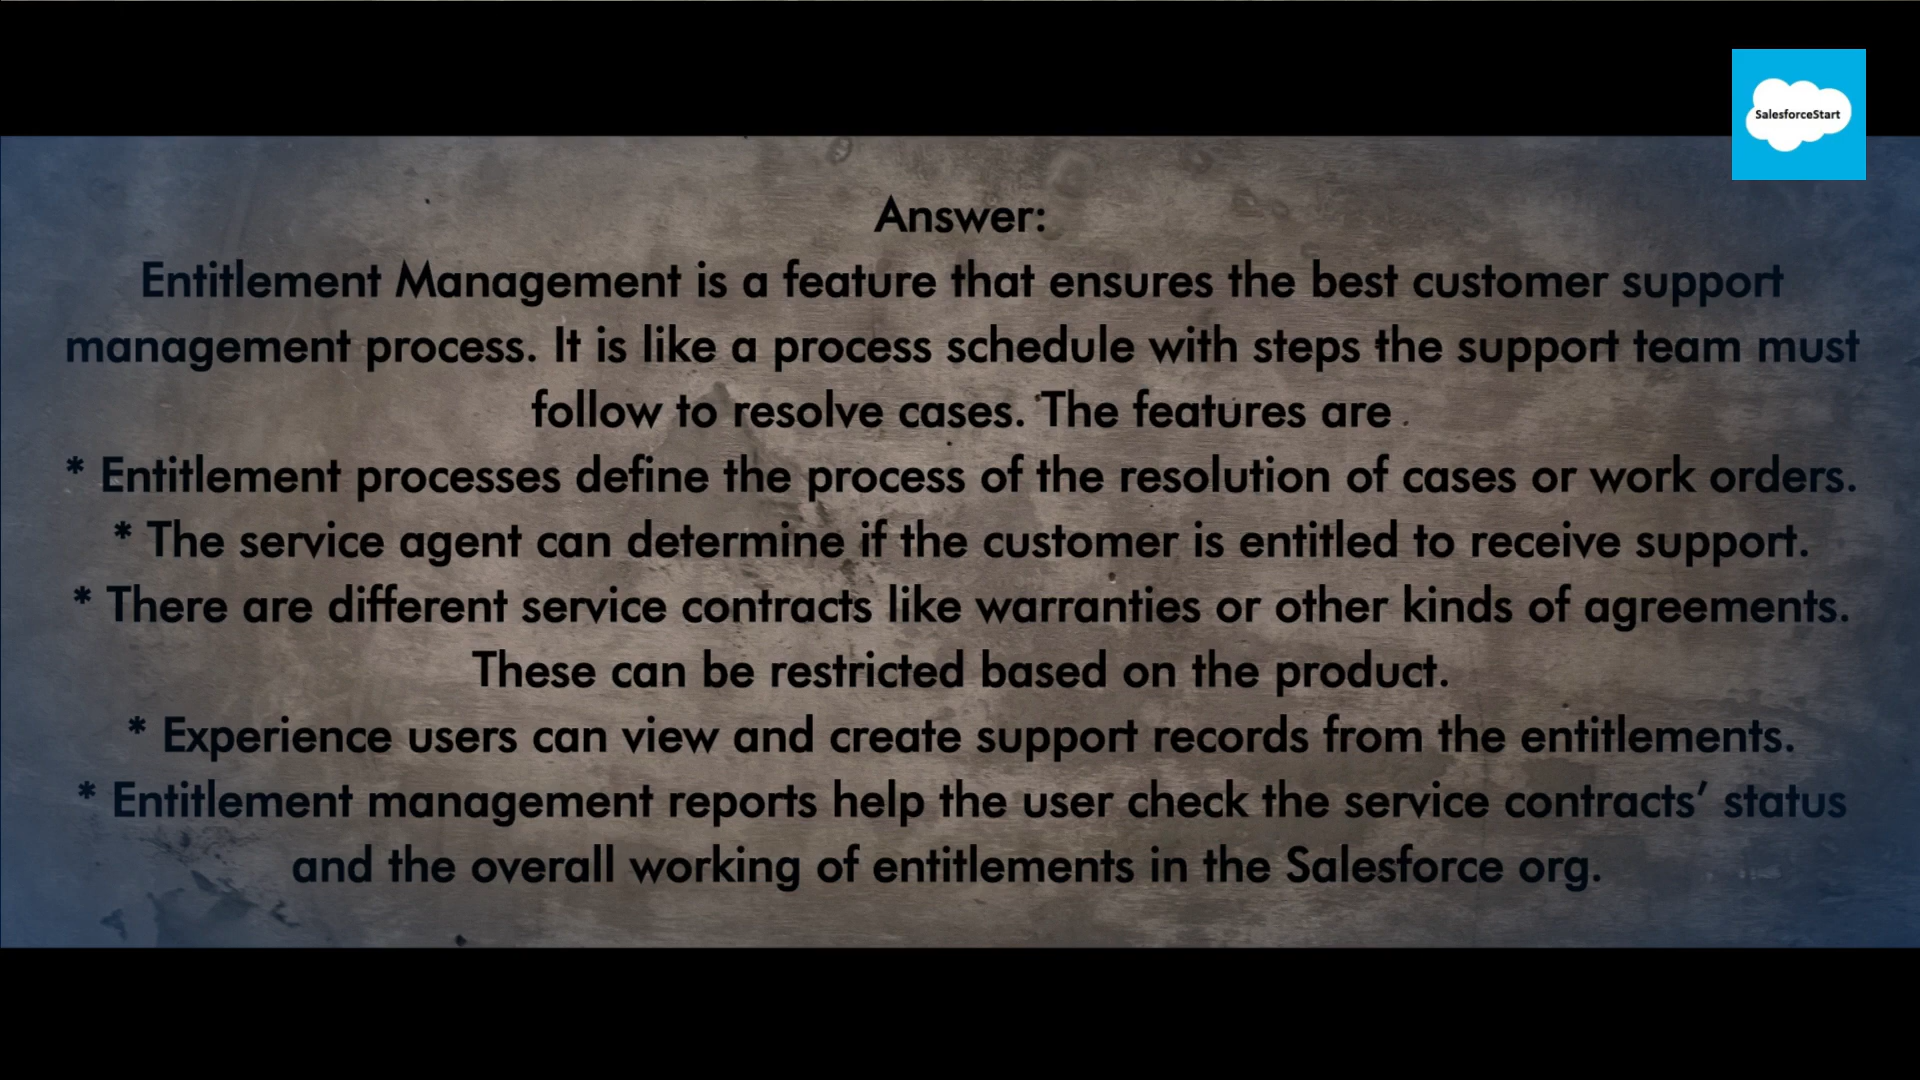 SalesforceStart
Answer:
Entitlement Management is a feature that ensures the best customer support
management process. It is like a process schedule with steps the support team must
follow to resolve cases. The features are
* Entitlement processes define the process of the resolution of cases or work orders.
* The service agent can determine if the customer is entitled to receive support.
* There are different service contracts like warranties or other kinds of agreements.
These can be restricted based on the product.
* Experience users can view and create support records from the entitlements.
* Entitlement management reports help the user check the service contracts’ status
and the overall working of entitlements in the Salesforce org.